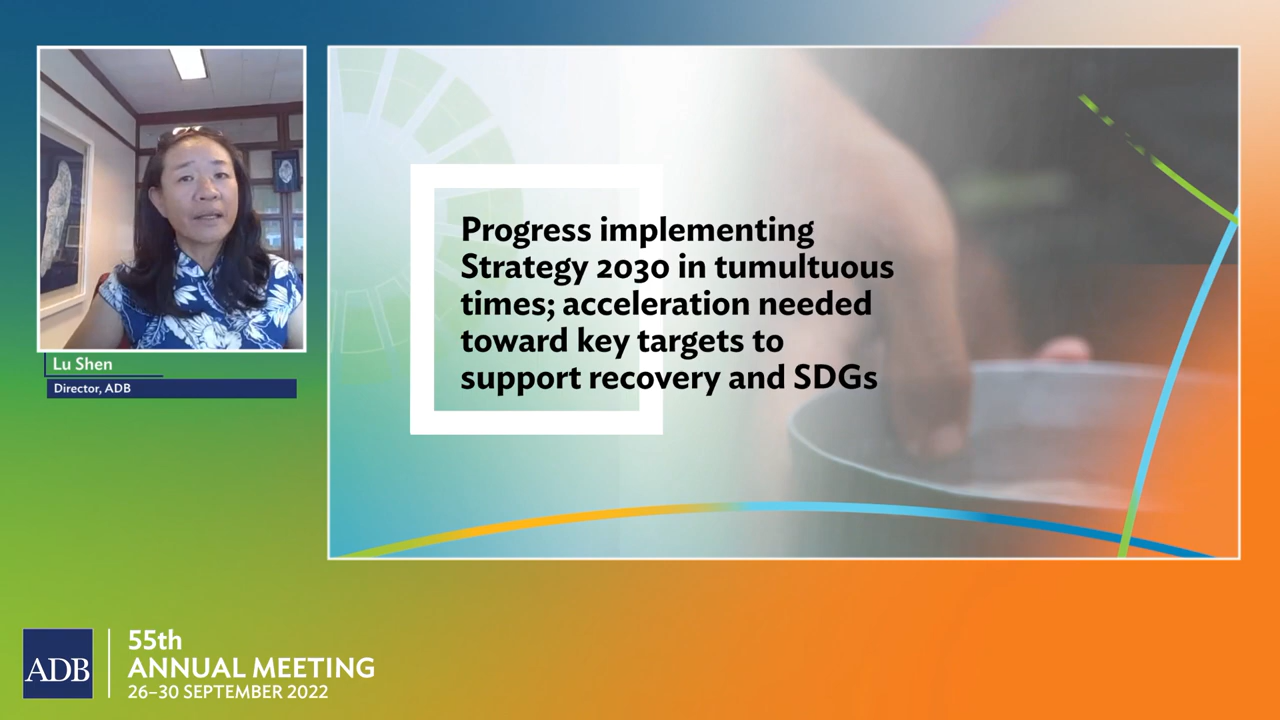 Lu Shen
Director, ADB
Progress implementing
Strategy 2030 in tumultuous
times; acceleration needed
toward key targets to
support recovery and SDGs
ADB
55th
ANNUAL MEETING
26–30 SEPTEMBER 2022